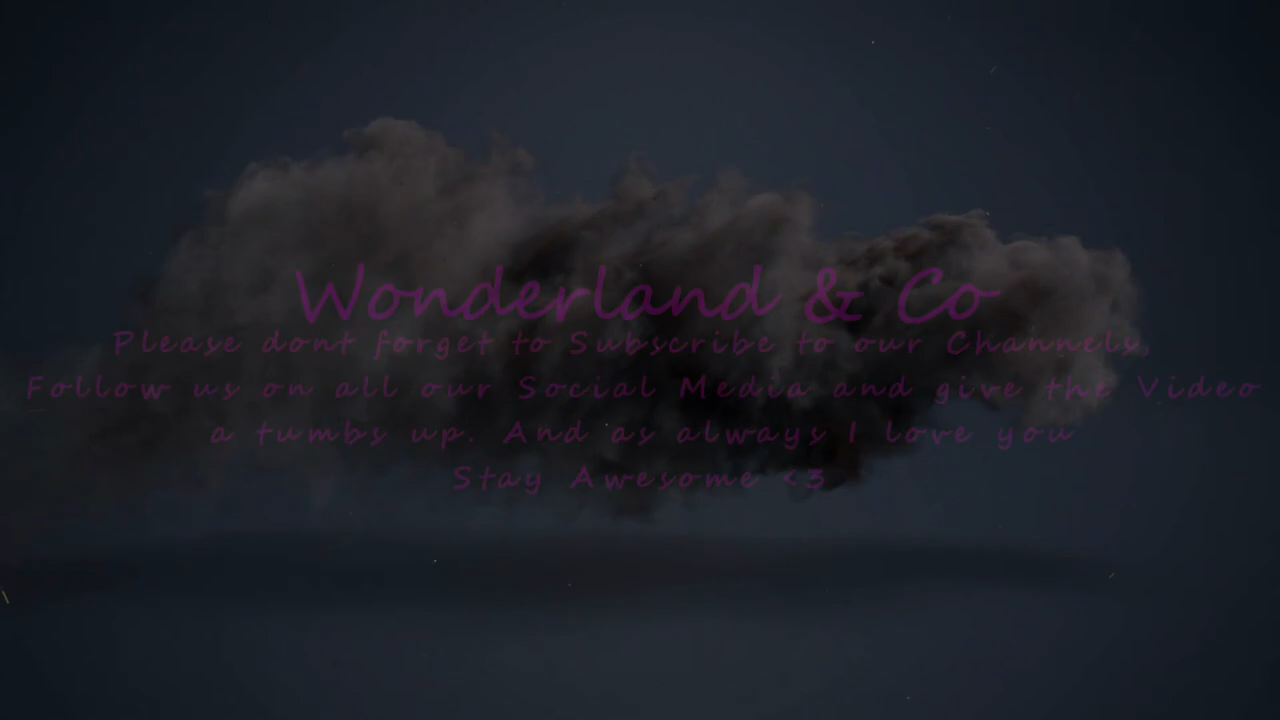 Wonderland & Co
Please dont forget to Subscribe to our Channels,
Follow us on all our Social Media and give the Video
a tumbs up. And as always I love you
Stay Awesome <3